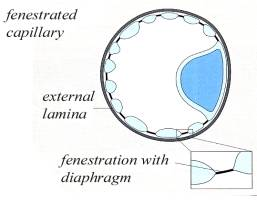 fenestrated
capillary
external
lamina
fenestration with
diaphragm